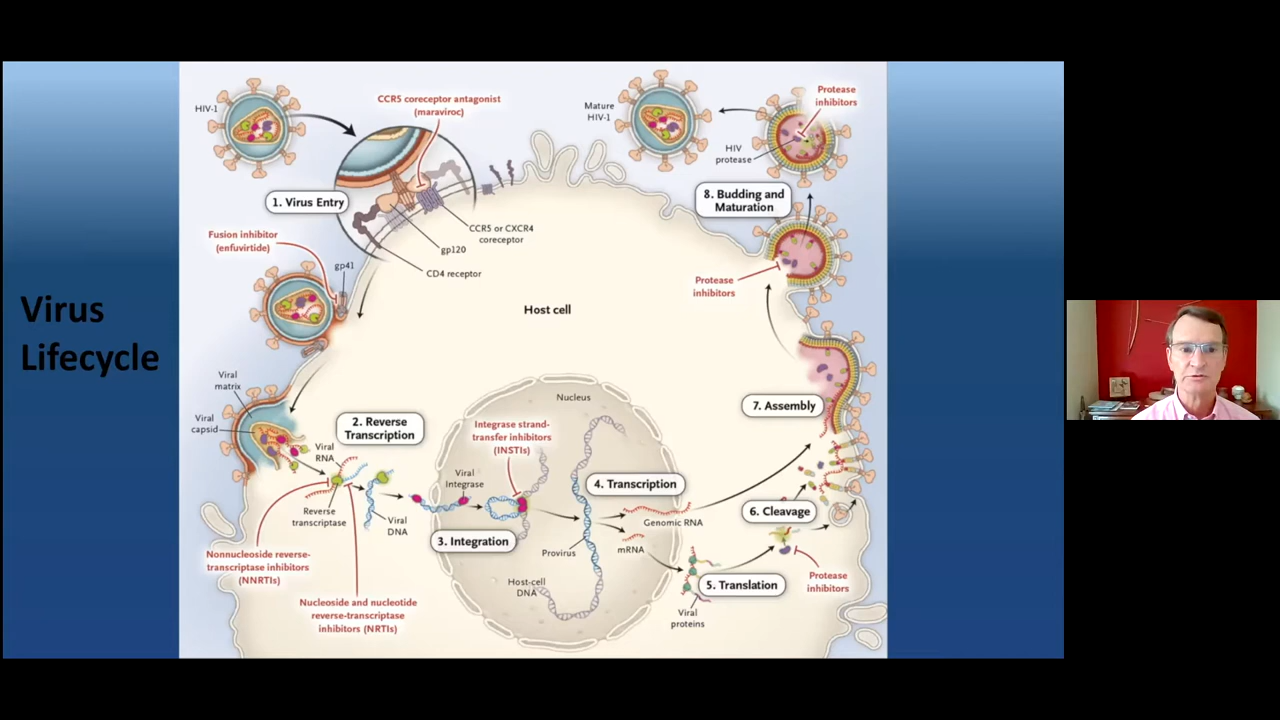 Virus
Lifecycle
HIV-1
CCR5 coreceptor antagonist
(maraviroc)
1. Virus Entry
CCR5 or CXCR4
coreceptor
gp120
CD4 receptor
Fusion inhibitor
(enfuvirtide)
gp41
Host cell
Viral
matrix
Viral
capsid
2. Reverse
Transcription
Viral
RNA
Reverse
transcriptase
Viral
DNA
Nonnucleoside reverse-
transcriptase inhibitors
(NNRTIs)
Nucleoside and nucleotide
reverse-transcriptase
inhibitors (NRTIs)
Nucleus
Integrase strand-
transfer inhibitors
(INSTIs)
Viral
Integrase
3. Integration
Provirus
Host-cell
DNA
4. Transcription
Genomic RNA
mRNA
5. Translation
Viral
proteins
6. Cleavage
Protease
inhibitors
7. Assembly
8. Budding and
Maturation
Protease
inhibitors
HIV
protease
Protease
inhibitors
Mature
HIV-1